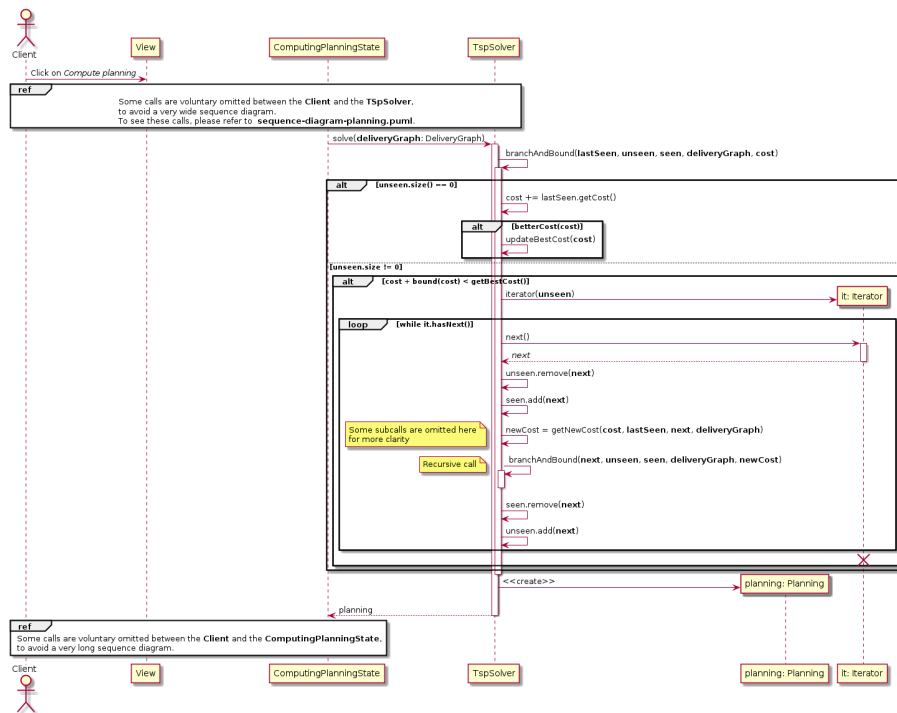 Client
View
ComputingPlanningState
TspSolver
Click on Compute planning
ref
Some calls are voluntary omitted between the Client and the TSpSolver,
to avoid a very wide sequence diagram.
To see these calls, please refer to sequence-diagram-planning.puml.
solve(deliveryGraph: DeliveryGraph)
branchAndBound(lastSeen, unseen, seen, deliveryGraph, cost)
alt [unseen.size() == 0]
cost += lastSeen.getCost()
alt [betterCost(cost)]
updateBestCost(cost)
[unseen.size != 0]
alt [cost + bound(cost) < getBestCost()]
iterator(unseen)
it: Iterator
loop [while it.hasNext()]
next()
next
unseen.remove(next)
seen.add(next)
Some subcalls are omitted here
for more clarity
newCost = getNewCost(cost, lastSeen, next, deliveryGraph)
Recursive call
branchAndBound(next, unseen, seen, deliveryGraph, newCost)
seen.remove(next)
unseen.add(next)
<<create>>
planning: Planning
planning
ref
Some calls are voluntary omitted between the Client and the ComputingPlanningState,
to avoid a very long sequence diagram.
Client
View
ComputingPlanningState
TspSolver
planning: Planning
it: Iterator